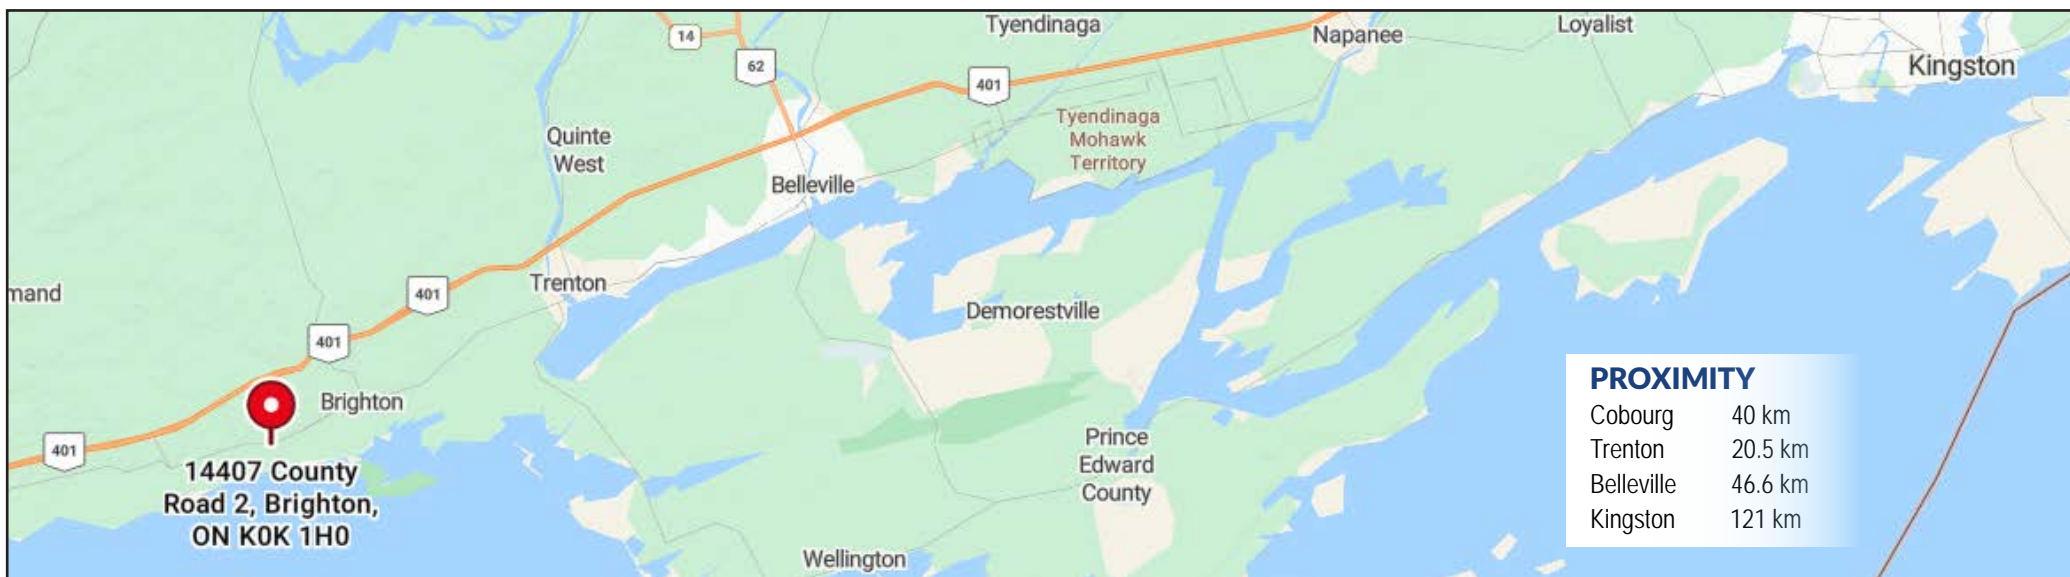 Tyendinaga
Loyalist
14
Napanee
62
Kingston
401
Quinte
West
Tyendinaga
Mohawk
Territory
Belleville
Trenton
mand
401
Demorestville
401
Brighton
401
14407 County
Road 2, Brighton,
ON K0K 1H0
Prince
Edward
County
Wellington
PROXIMITY
Cobourg 40 km
Trenton 20.5 km
Belleville 46.6 km
Kingston 121 km